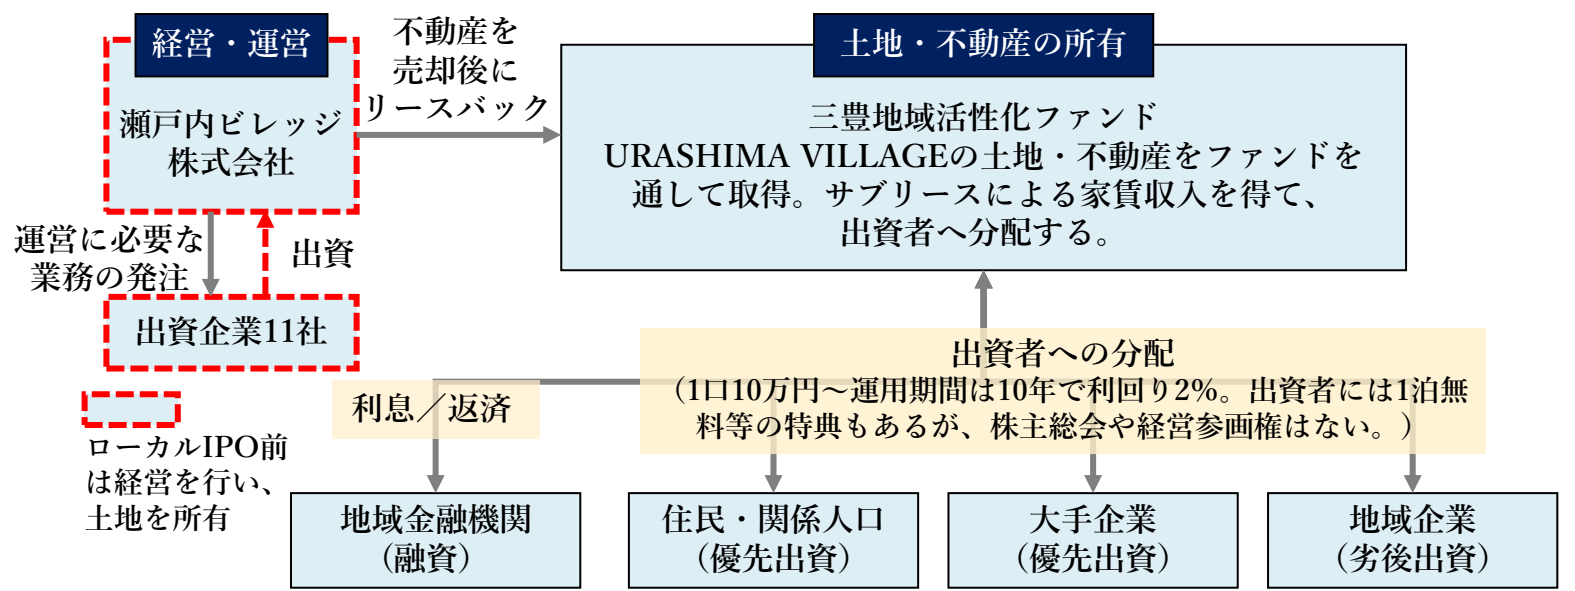 経営・運営
瀬戸内ビレッジ
株式会社
不動産を
売却後に
リースバック
土地・不動産の所有
三豊地域活性化ファンド
URASHIMA VILLAGEの土地・不動産をファンドを
通して取得。サブリースによる家賃収入を得て、
出資者へ分配する。
運営に必要な
業務の発注
出資
出資企業11社
ローカルIPO前
は経営を行い、
土地を所有
利息／返済
出資者への分配
（1口10万円～運用期間は10年で利回り2%。出資者には1泊無
料等の特典もあるが、株主総会や経営参画権はない。）
地域金融機関
（融資）
住民・関係人口
（優先出資）
大手企業
（優先出資）
地域企業
（劣後出資）